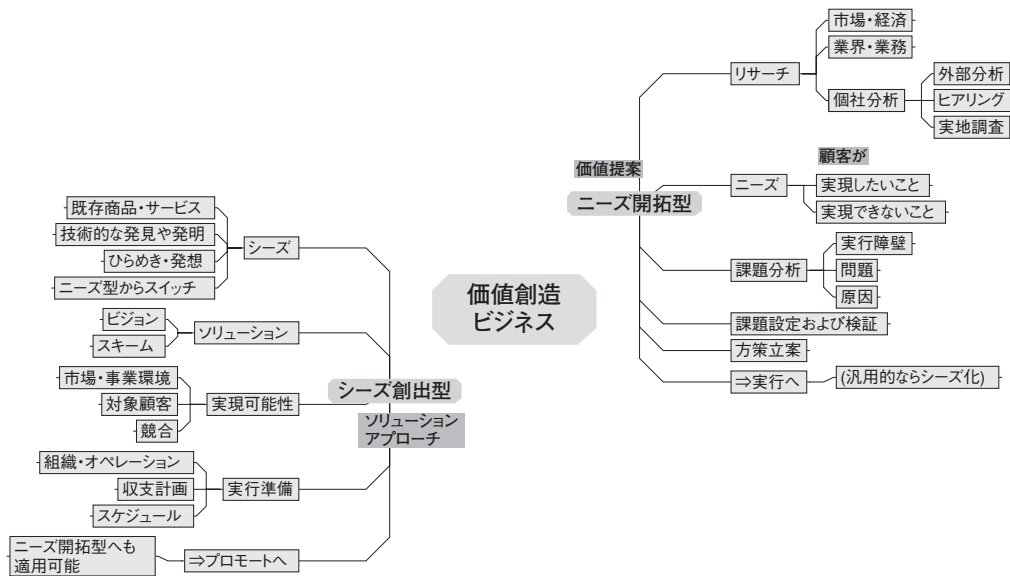 価値創造
ビジネス
価値提案
ニーズ開拓型
リサーチ
市場・経済
業界・業務
個社分析
外部分析
ヒアリング
実地調査
ニーズ
顧客が
実現したいこと
実現できないこと
課題分析
実行障壁
問題
原因
課題設定および検証
方策立案
⇒実行へ
(汎用的ならシーズ化)
シーズ創出型
ソリューション
アプローチ
シーズ
既存商品・サービス
技術的な発見や発明
ひらめき・発想
ニーズ型からスイッチ
ソリューション
ビジョン
スキーム
実現可能性
市場・事業環境
対象顧客
競合
実行準備
組織・オペレーション
収支計画
スケジュール
⇒プロモートへ
ニーズ開拓型へも
適用可能